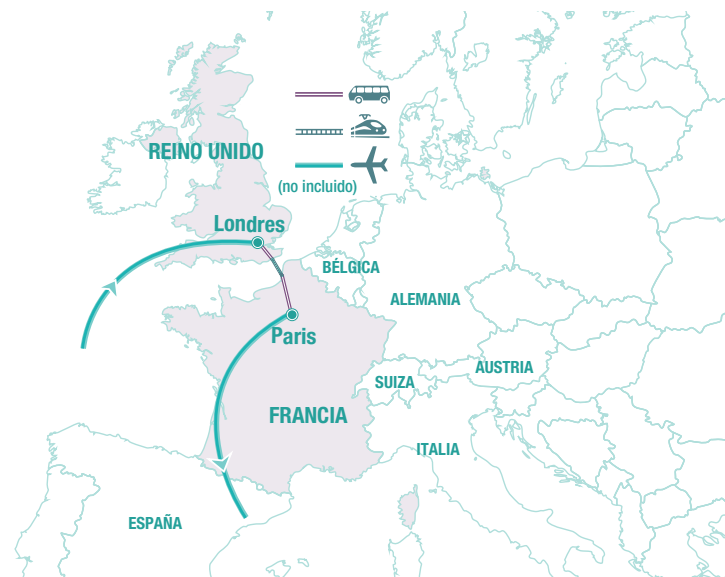 REINO UNIDO
(no incluido)
Londres
BÉLGICA
ALEMANIA
Paris
AUSTRIA
SUIZA
FRANCIA
ITALIA
ESPAÑA